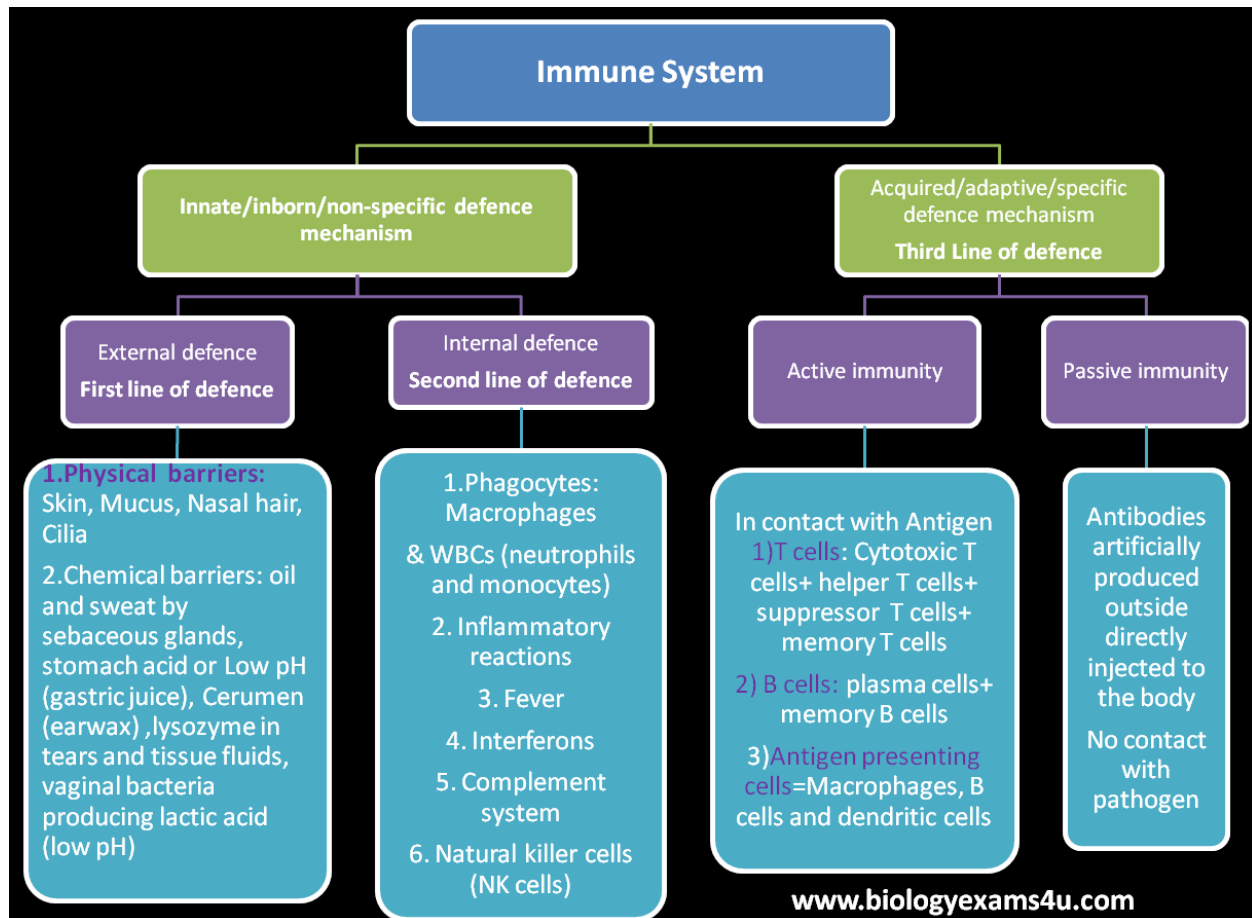 Immune System
Innate/inborn/non-specific defence
mechanism
Acquired/adaptive/specific
defence mechanism
Third Line of defence
External defence
First line of defence
Internal defence
Second line of defence
Active immunity
Passive immunity
1.Physical barriers:
Skin, Mucus, Nasal hair,
Cilia
2.Chemical barriers: oil
and sweat by
sebaceous glands,
stomach acid or Low pH
(gastric juice), Cerumen
(earwax) ,lysozyme in
tears and tissue fluids,
vaginal bacteria
producing lactic acid
(low pH)
1.Phagocytes:
Macrophages
& WBCs (neutrophils
and monocytes)
2. Inflammatory
reactions
3. Fever
4. Interferons
5. Complement
system
6. Natural killer cells
(NK cells)
In contact with Antigen
1)T cells: Cytotoxic T
cells+ helper T cells+
suppressor T cells+
memory T cells
2) B cells: plasma cells+
memory B cells
3)Antigen presenting
cells=Macrophages, B
cells and dendritic cells
Antibodies
artificially
produced
outside
directly
injected to
the body
No contact
with
pathogen
www.biologyexams4u.com